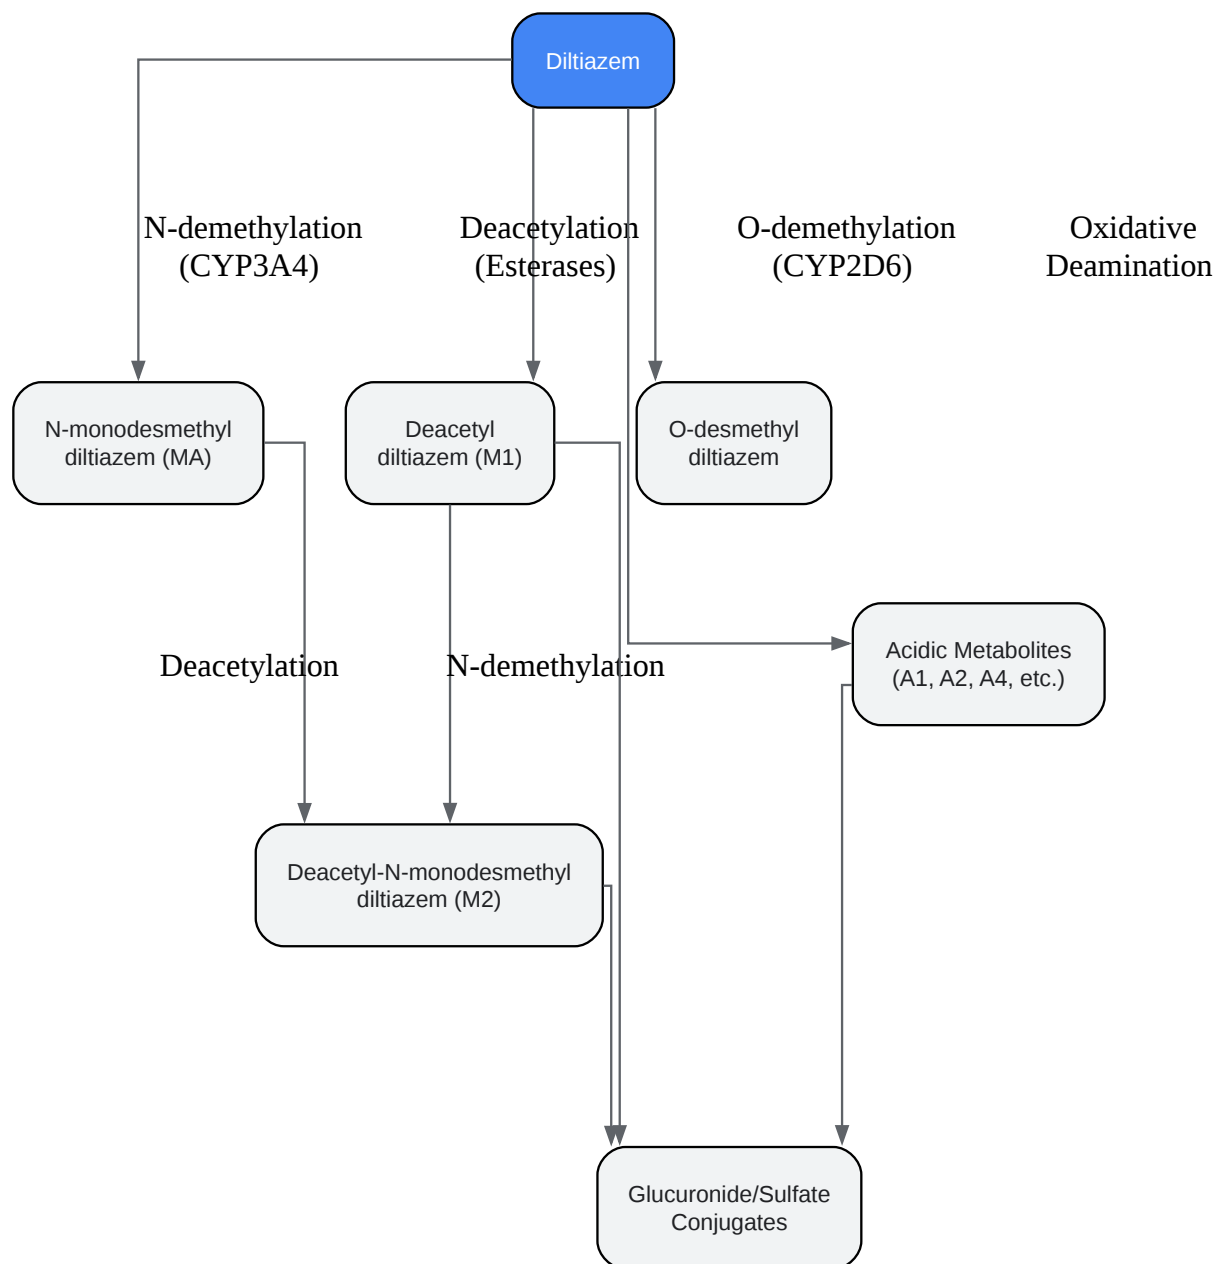 Diltiazem
N-demethylation
(CYP3A4)
Deacetylation
(Esterases)
O-demethylation
(CYP2D6)
Oxidative
Deamination
N-monodesmethyl
diltiazem (MA)
Deacetyl
diltiazem (M1)
O-desmethyl
diltiazem
Acidic Metabolites
(A1, A2, A4, etc.)
Deacetylation
N-demethylation
Deacetyl-N-monodesmethyl
diltiazem (M2)
Glucuronide/Sulfate
Conjugates